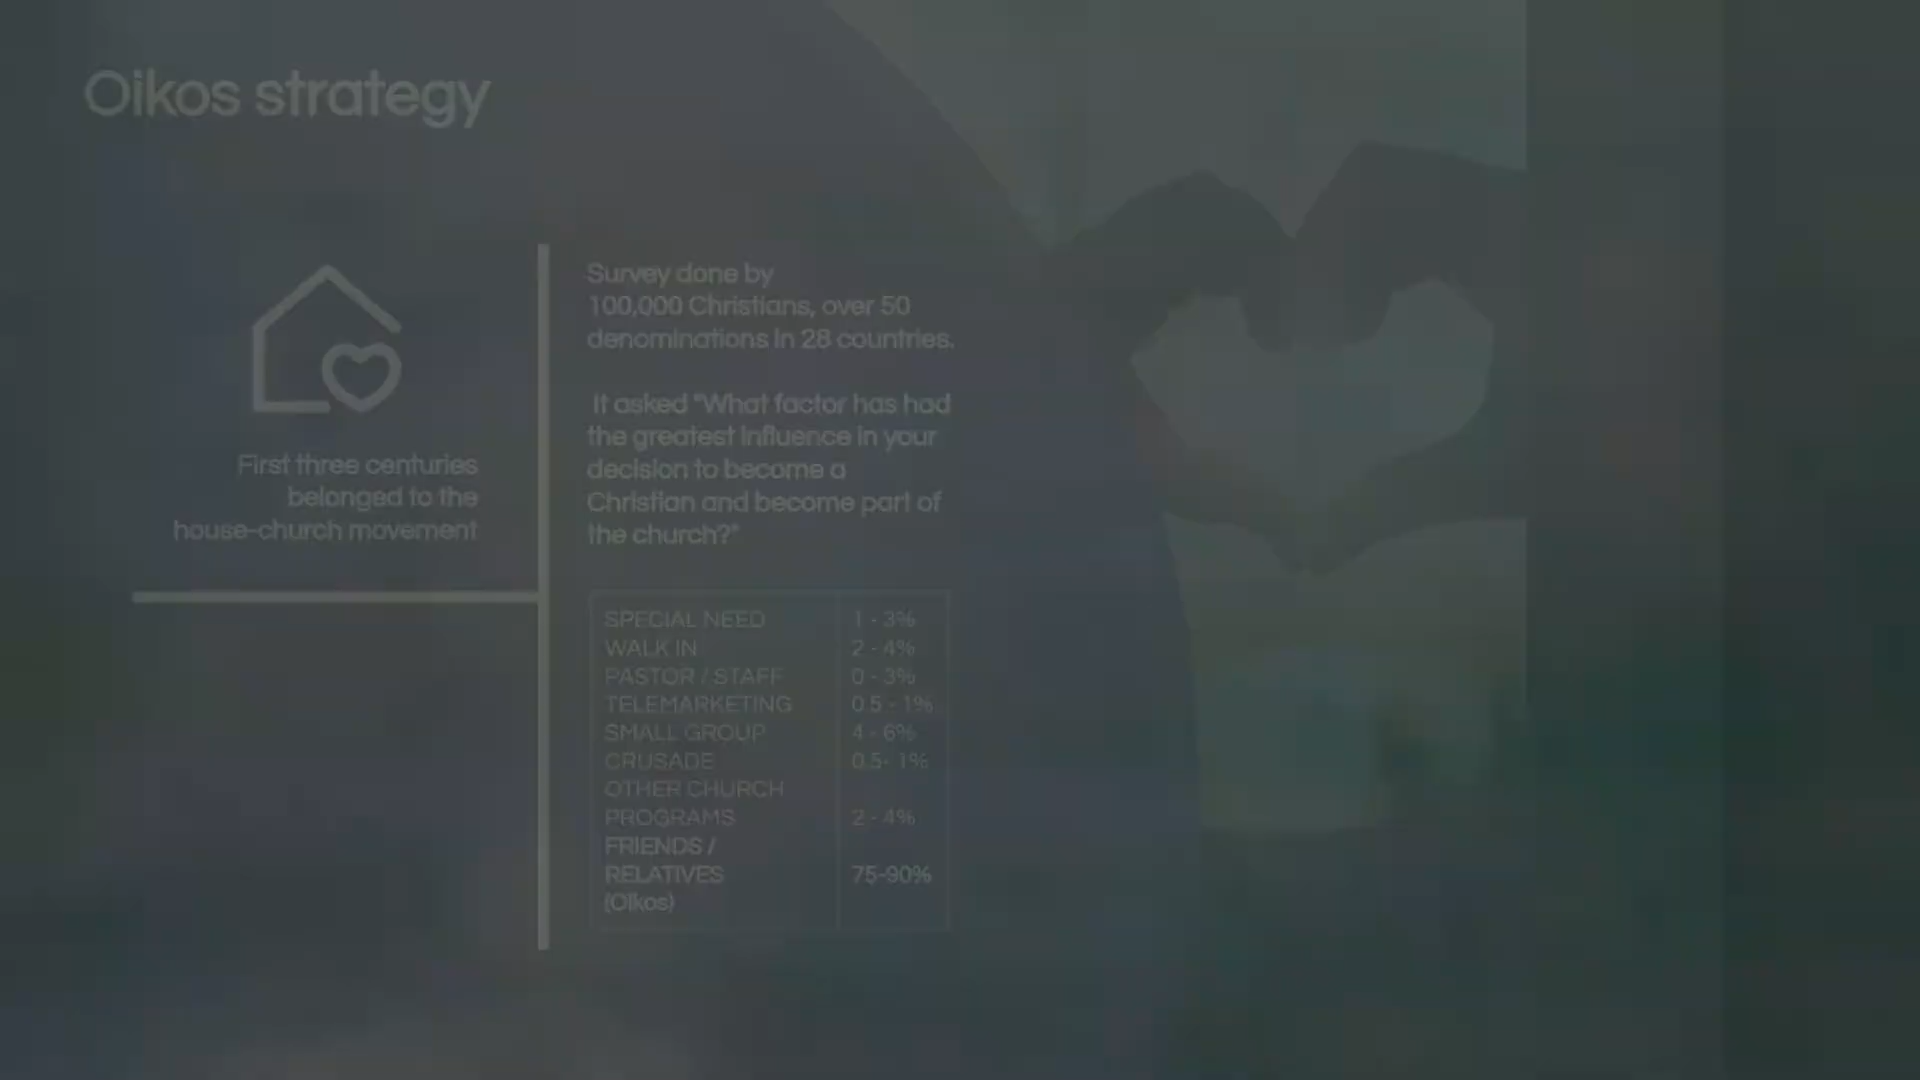 Oikos strategy
First three centuries
belonged to the
house-church movement
Survey done by
100,000 Christians, over 50
denominations in 28 countries.
It asked "What factor has had
the greatest influence in your
decision to become a
Christian and become part of
the church?"
SPECIAL NEED 1 - 3%
WALK IN 2 - 4%
PASTOR / STAFF 0 - 3%
TELEMARKETING 0.5 - 1%
SMALL GROUP 4 - 6%
CRUSADE 0.5- 1%
OTHER CHURCH
PROGRAMS 2 - 4%
FRIENDS /
RELATIVES 75-90%
(Oikos)